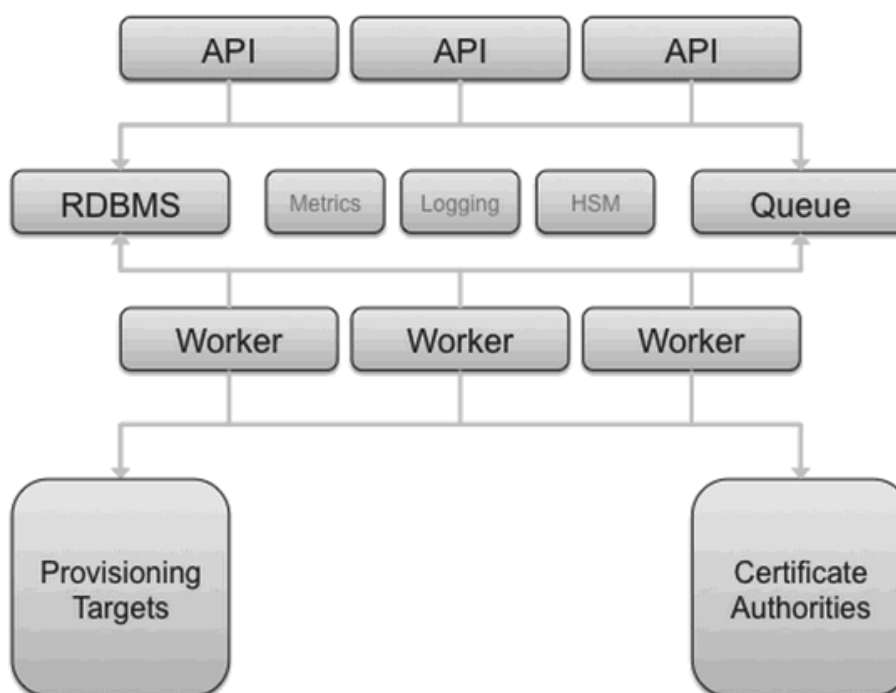 API
API
API
RDBMS
Metrics
Logging
HSM
Queue
Worker
Worker
Worker
Provisioning
Targets
Certificate
Authorities